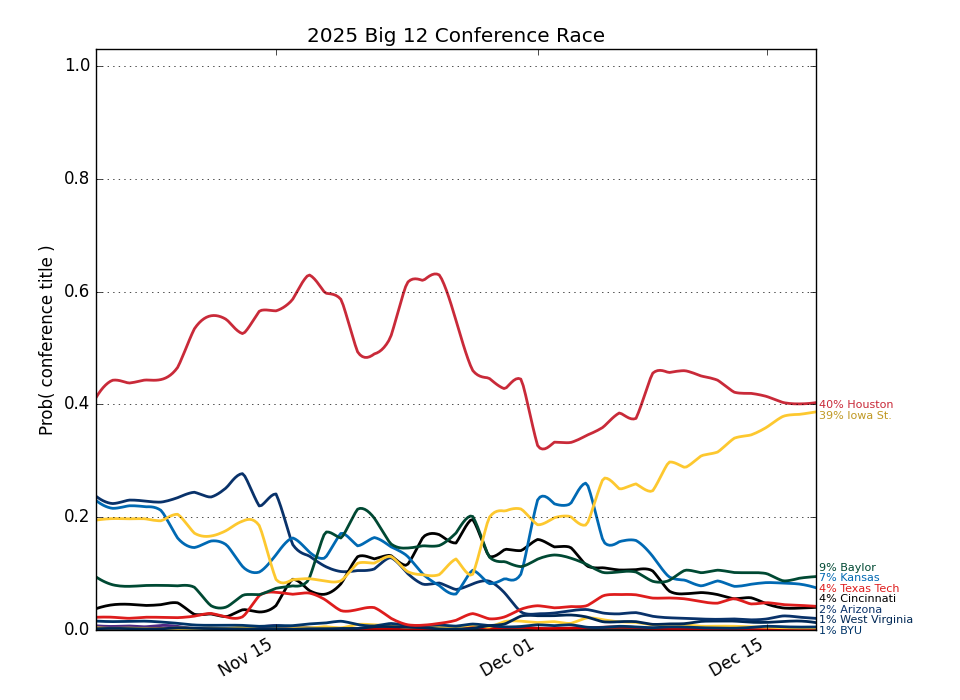 2025 Big 12 Conference Race
Prob( conference title )
1.0
0.8
0.6
0.4
0.2
0.0
Nov 15
Dec 01
Dec 15
40% Houston
39% Iowa St.
9% Baylor
7% Kansas
4% Texas Tech
4% Cincinnati
2% Arizona
1% West Virginia
1% BYU